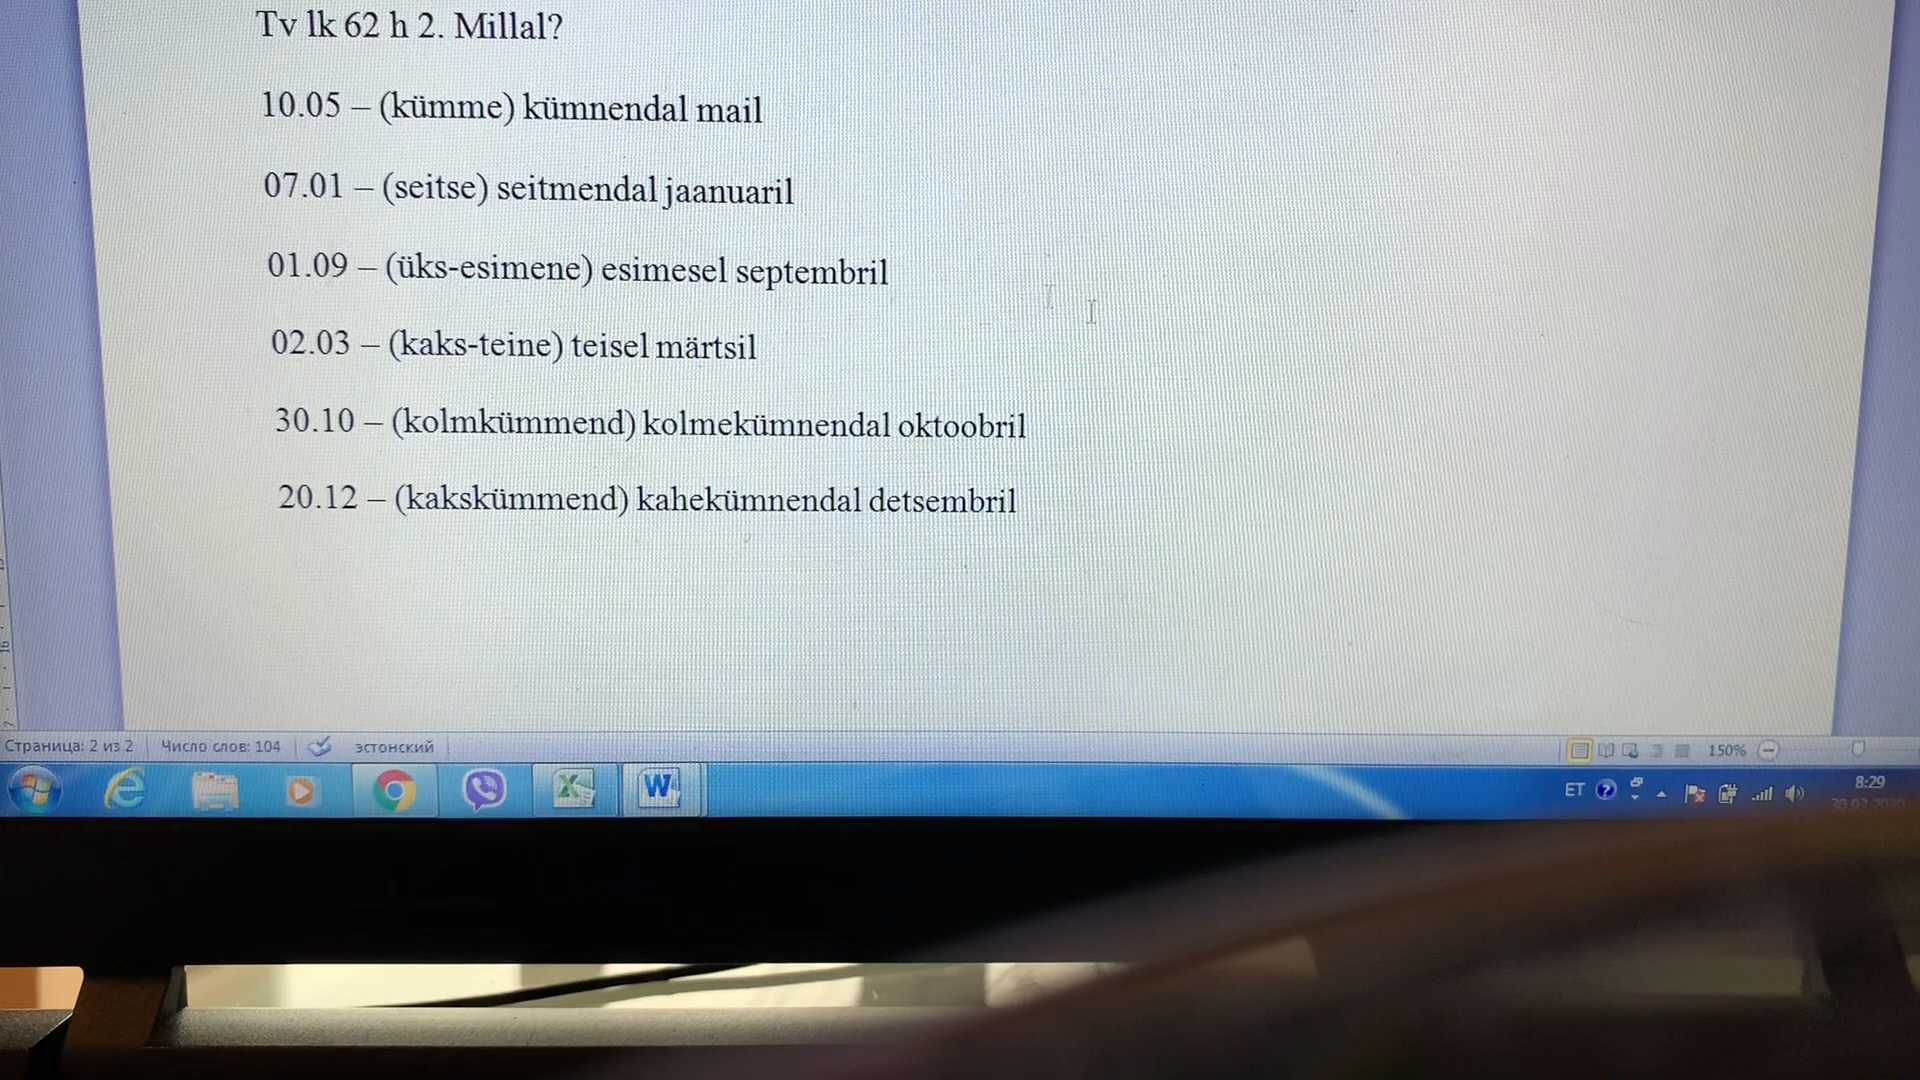 Tv lk 62 h 2. Millal?
10.05 – (kümme) kümnendal mail
07.01 – (seitse) seitmendal jaanuaril
01.09 – (üks-esimene) esimesel septembril
02.03 – (kaks-teine) teisel märtsil
30.10 – (kolmkümmend) kolmekümnendal oktoobril
20.12 – (kakskümmend) kahekümnendal detsembril
Страница: 2 из 2 Число слов: 104 эстонский 150%
ET 8:29